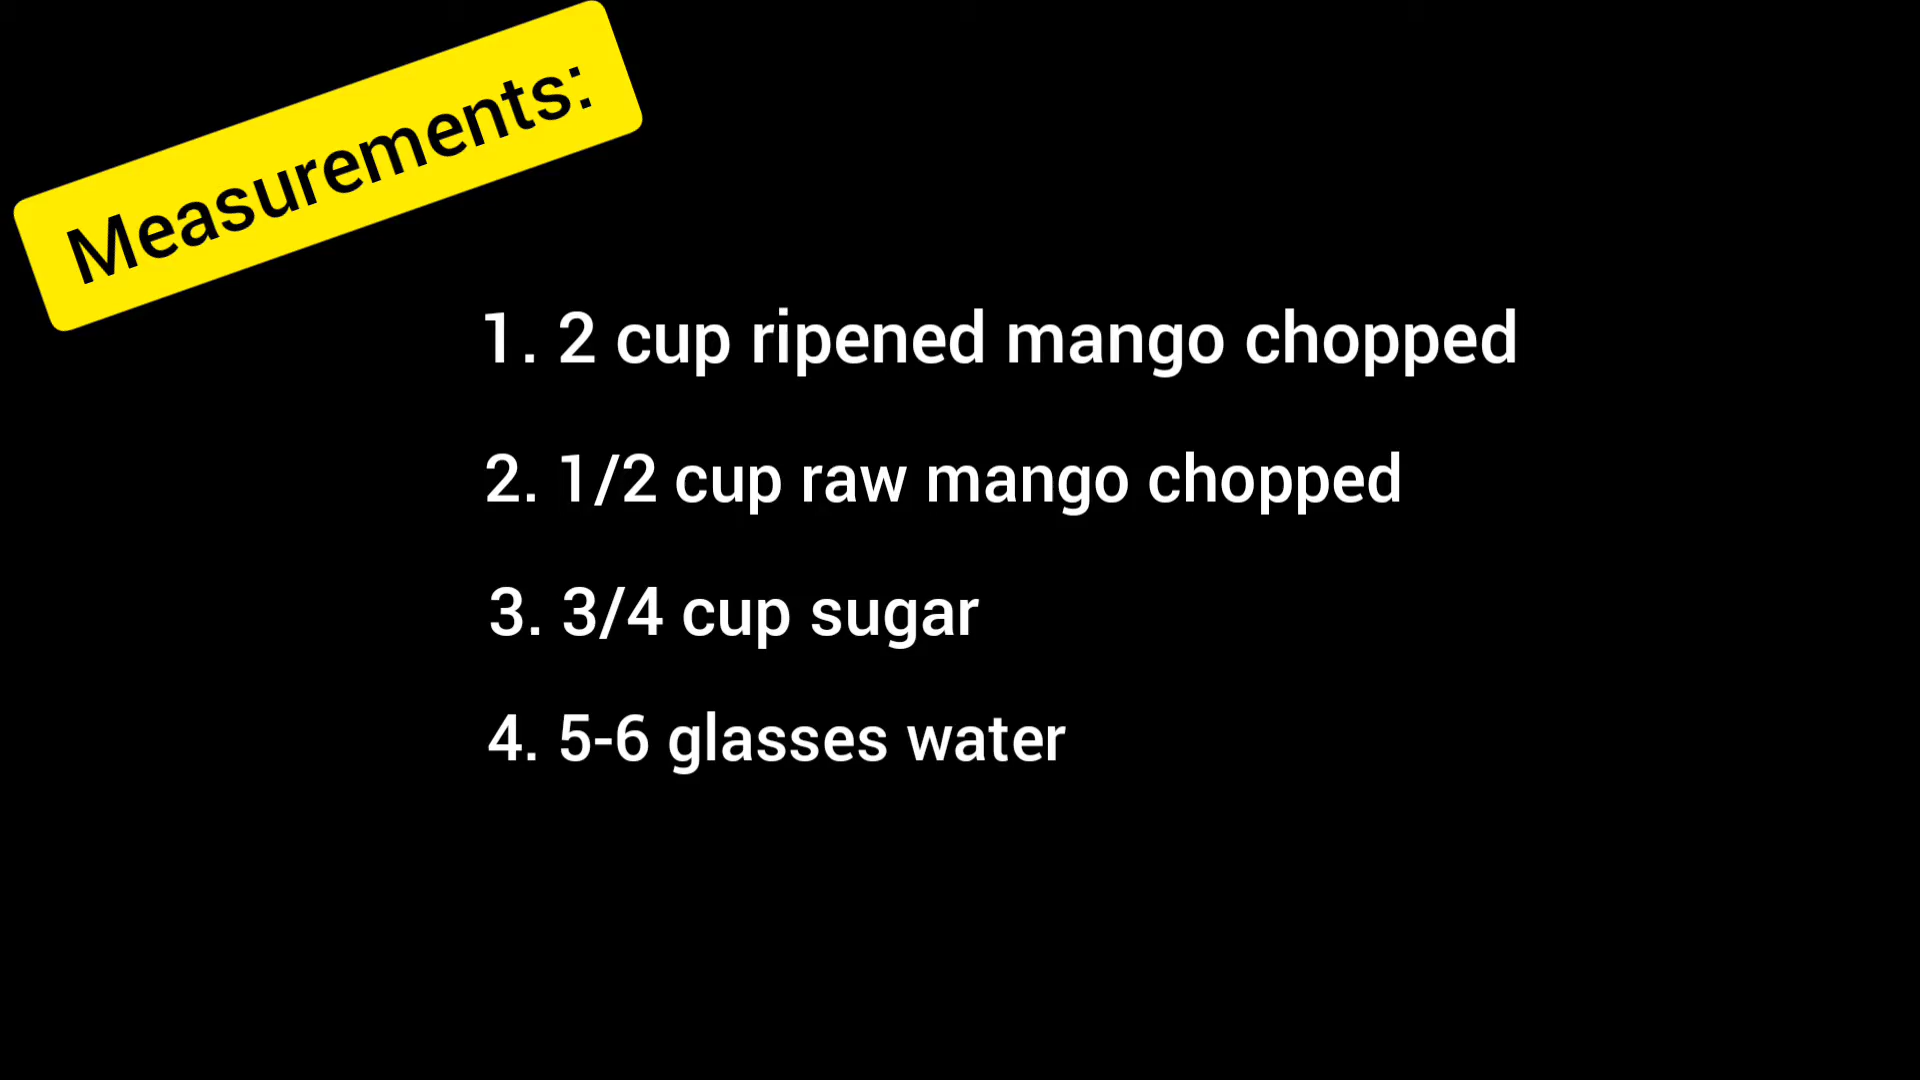 Measurements:
1. 2 cup ripened mango chopped
2. 1/2 cup raw mango chopped
3. 3/4 cup sugar
4. 5-6 glasses water